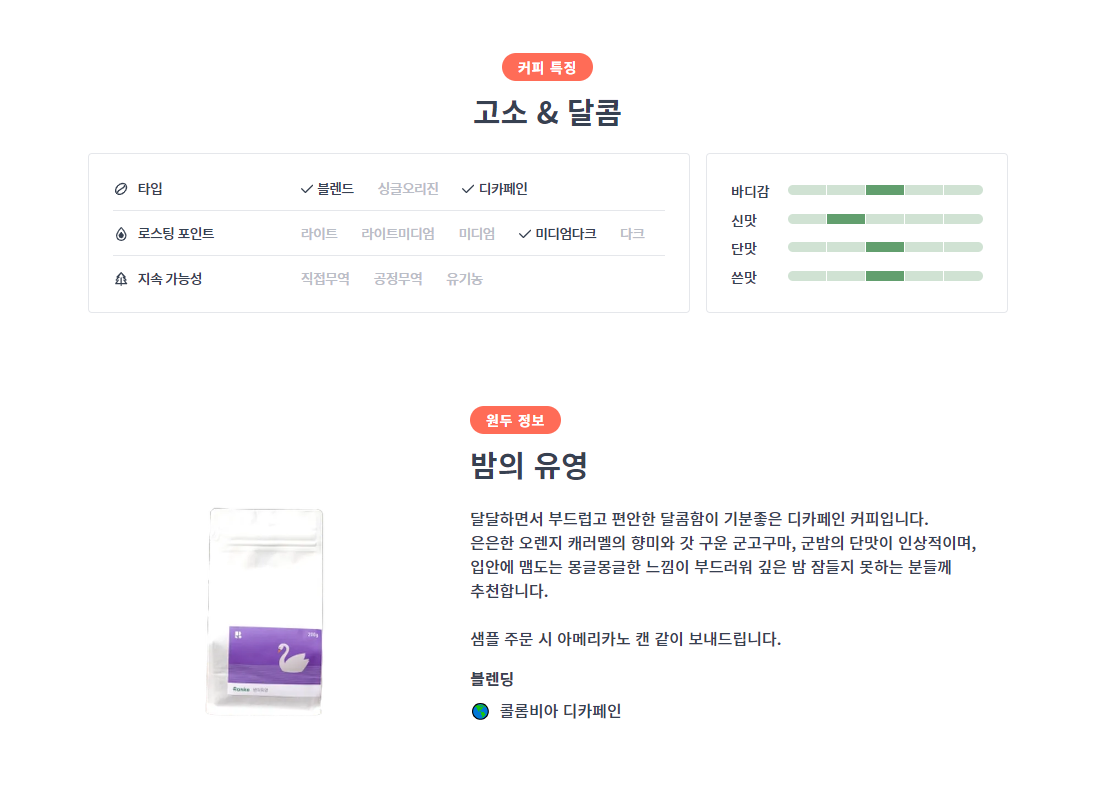 커피 특징
고소 & 달콤
타입 블렌드 싱글오리진 디카페인
로스팅 포인트 라이트 라이트미디엄 미디엄 미디엄다크 다크
지속 가능성 직접무역 공정무역 유기농
바디감
신맛
단맛
쓴맛
원두 정보
밤의 유영
달달하면서 부드럽고 편안한 달콤함이 기분좋은 디카페인 커피입니다.
은은한 오렌지 캐러멜의 향미와 갓 구운 군고구마, 군밤의 단맛이 인상적이며,
입안에 맴도는 몽글몽글한 느낌이 부드러워 깊은 밤 잠들지 못하는 분들께
추천합니다.
샘플 주문 시 아메리카노 캔 같이 보내드립니다.
블렌딩
콜롬비아 디카페인